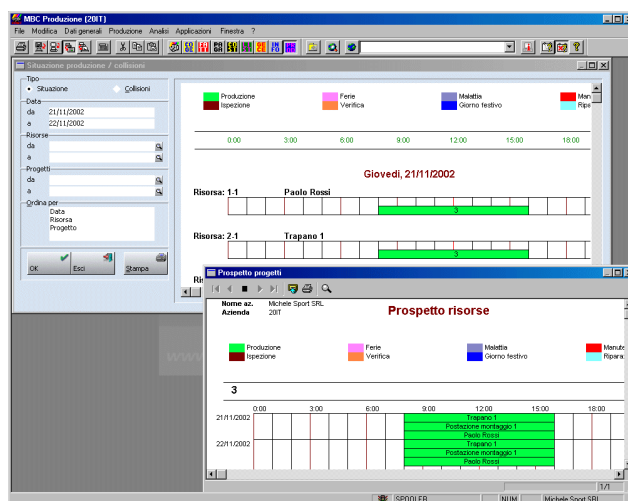 MBC Produzione (20IT)
File Modifica Dati generali Produzione Analisi Applicazioni Finestra ?
Situazione produzione / collisioni
Tipo
Situazione Collisioni
Data
da 21/11/2002
a 22/11/2002
Risorse
da
a
Progetti
da
a
Ordina per
Data
Risorsa
Progetto
OK Esci Stampa
Produzione Ferie Malattia Man
Ispezione Verifica Giorno festivo Ripa
0:00 3:00 6:00 9:00 12:00 15:00 18:00
Giovedì, 21/11/2002
Risorsa: 1-1 Paolo Rossi
3
Risorsa: 2-1 Trapano 1
3
Ris
Prospetto progetti
Nome az. Michele Sport SRL
Azienda 20IT
Prospetto risorse
Produzione Ferie Malattia Manute
Ispezione Verifica Giorno festivo Ripara
3
0:00 3:00 6:00 9:00 12:00 15:00 18:00
21/11/2002 Trapano 1
Postazione montaggio 1
Paolo Rossi
22/11/2002 Trapano 1
Postazione montaggio 1
Paolo Rossi
1/1
SPOOLER NUM Michele Sport SRL